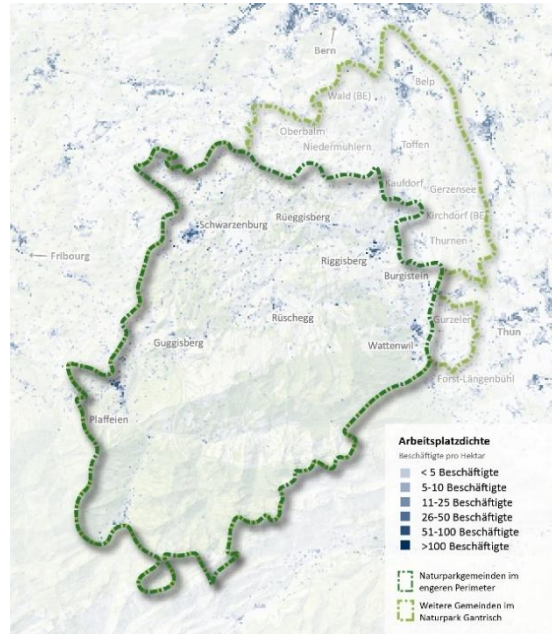 Bern
Belp
Wald (BE)
Oberbalm
Niedermuhlern
Toffen
Kaufdorf
Gerzensee
Rüeggisberg
Kirchdorf (BE)
Schwarzenburg
Thurnen
Fribourg
Riggisberg
Burgistein
Rüschegg
Gurzelen
Thun
Guggisberg
Wattenwil
Forst-Längenbühl
Plaffeien
Arbeitsplatzdichte
Beschäftigte pro Hektar
< 5 Beschäftigte
5-10 Beschäftigte
11-25 Beschäftigte
26-50 Beschäftigte
51-100 Beschäftigte
>100 Beschäftigte
Naturparkgemeinden im
engeren Perimeter
Weitere Gemeinden im
Naturpark Gantrisch